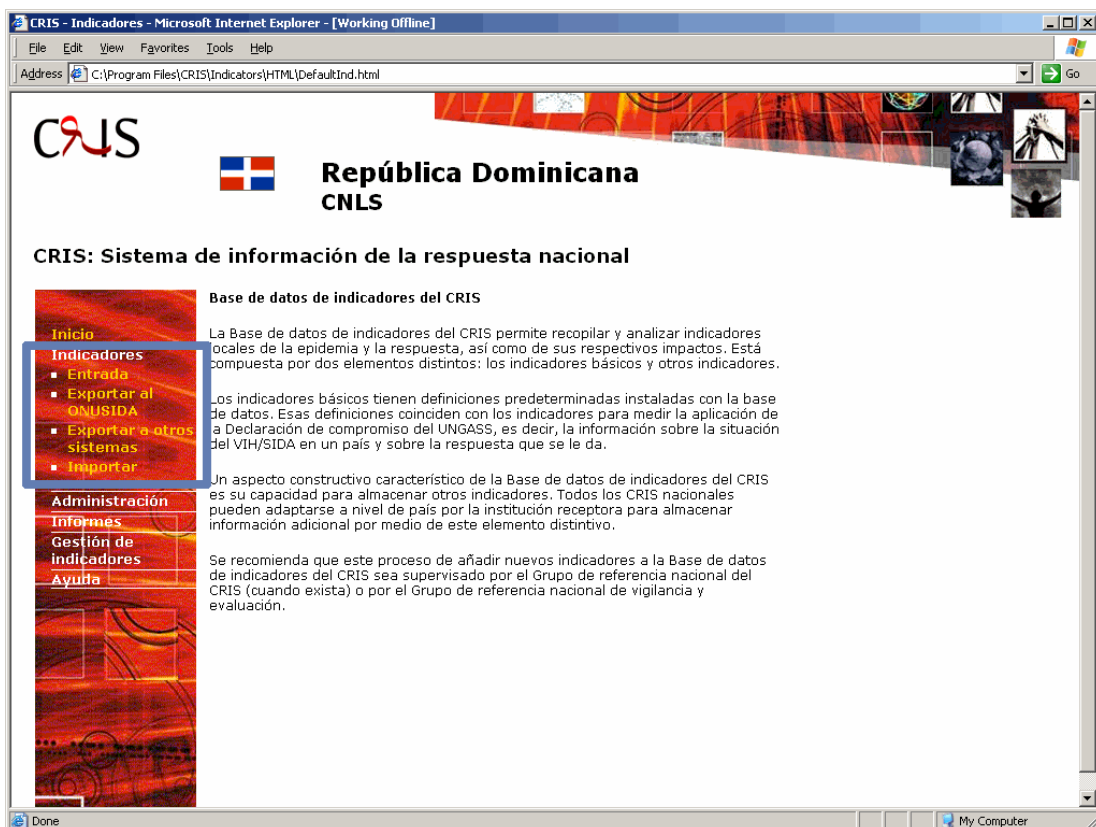 CRIS - Indicadores - Microsoft Internet Explorer - [Working Offline]
File Edit View Favorites Tools Help
Address C:\Program Files\CRIS\Indicators\HTML\DefaultInd.html Go
CRIS
República Dominicana
CNLS
CRIS: Sistema de información de la respuesta nacional
Inicio
Indicadores
Entrada
Exportar al
ONUSIDA
Exportar a otros
sistemas
Importar
Administración
Informes
Gestión de
indicadores
Ayuda
Base de datos de indicadores del CRIS
La Base de datos de indicadores del CRIS permite recopilar y analizar indicadores
locales de la epidemia y la respuesta, así como de sus respectivos impactos. Está
compuesta por dos elementos distintos: los indicadores básicos y otros indicadores.
Los indicadores básicos tienen definiciones predeterminadas instaladas con la base
de datos. Esas definiciones coinciden con los indicadores para medir la aplicación de
la Declaración de compromiso del UNGASS, es decir, la información sobre la situación
del VIH/SIDA en un país y sobre la respuesta que se le da.
Un aspecto constructivo característico de la Base de datos de indicadores del CRIS
es su capacidad para almacenar otros indicadores. Todos los CRIS nacionales
pueden adaptarse a nivel de país por la institución receptora para almacenar
información adicional por medio de este elemento distintivo.
Se recomienda que este proceso de añadir nuevos indicadores a la Base de datos
de indicadores del CRIS sea supervisado por el Grupo de referencia nacional del
CRIS (cuando exista) o por el Grupo de referencia nacional de vigilancia y
evaluación.
Done My Computer